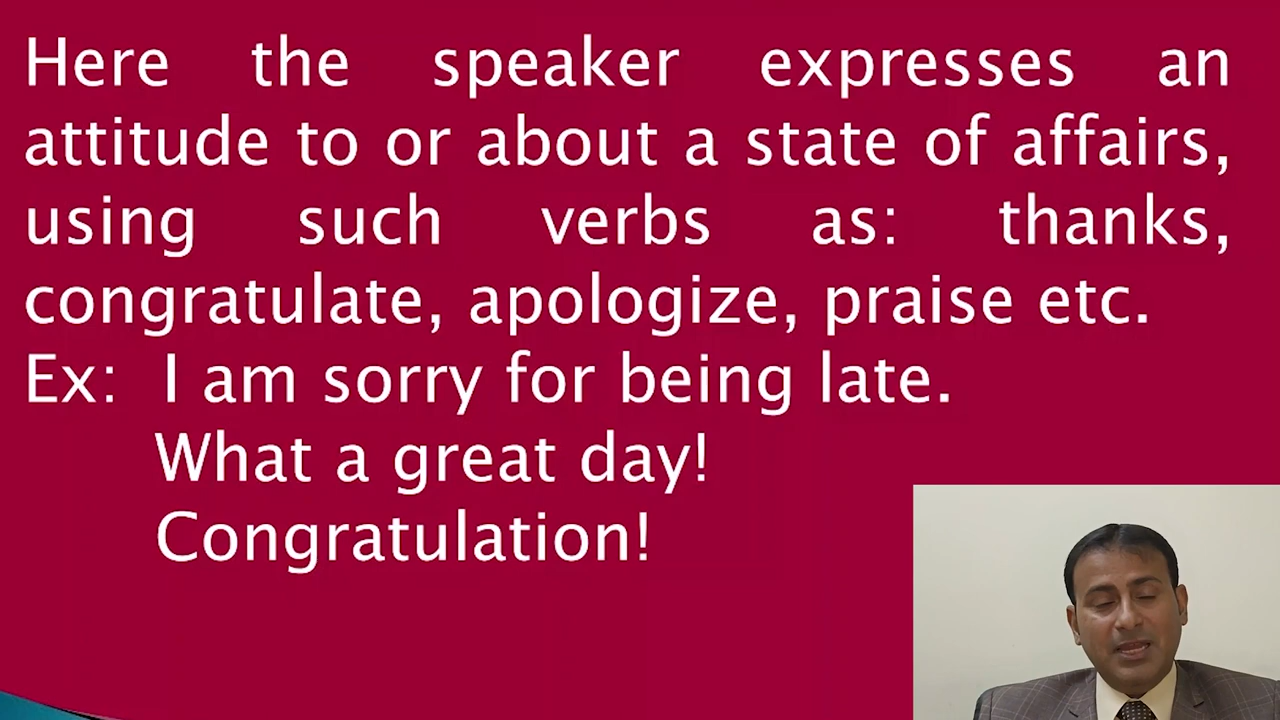 Here the speaker expresses an
attitude to or about a state of affairs,
using such verbs as: thanks,
congratulate, apologize, praise etc.
Ex: I am sorry for being late.
What a great day!
Congratulation!